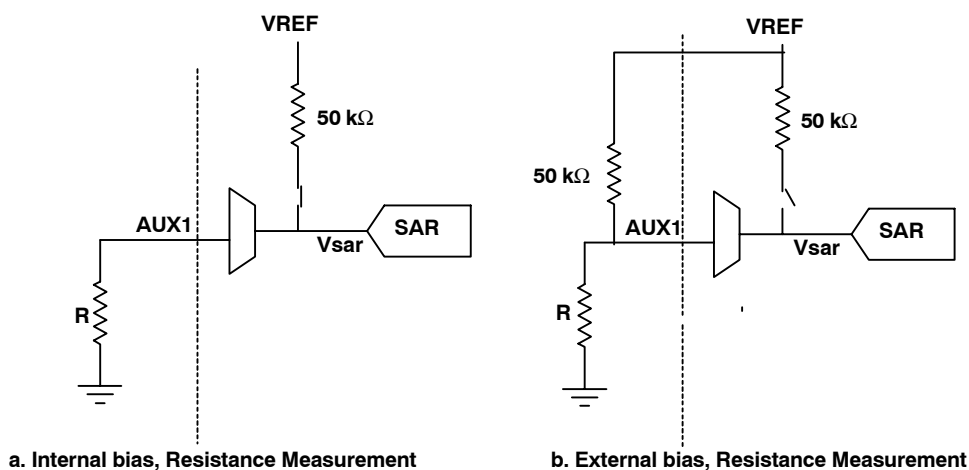 VREF
50 kΩ
AUX1
Vsar
SAR
R
a. Internal bias, Resistance Measurement
VREF
50 kΩ
50 kΩ
AUX1
Vsar
SAR
R
b. External bias, Resistance Measurement